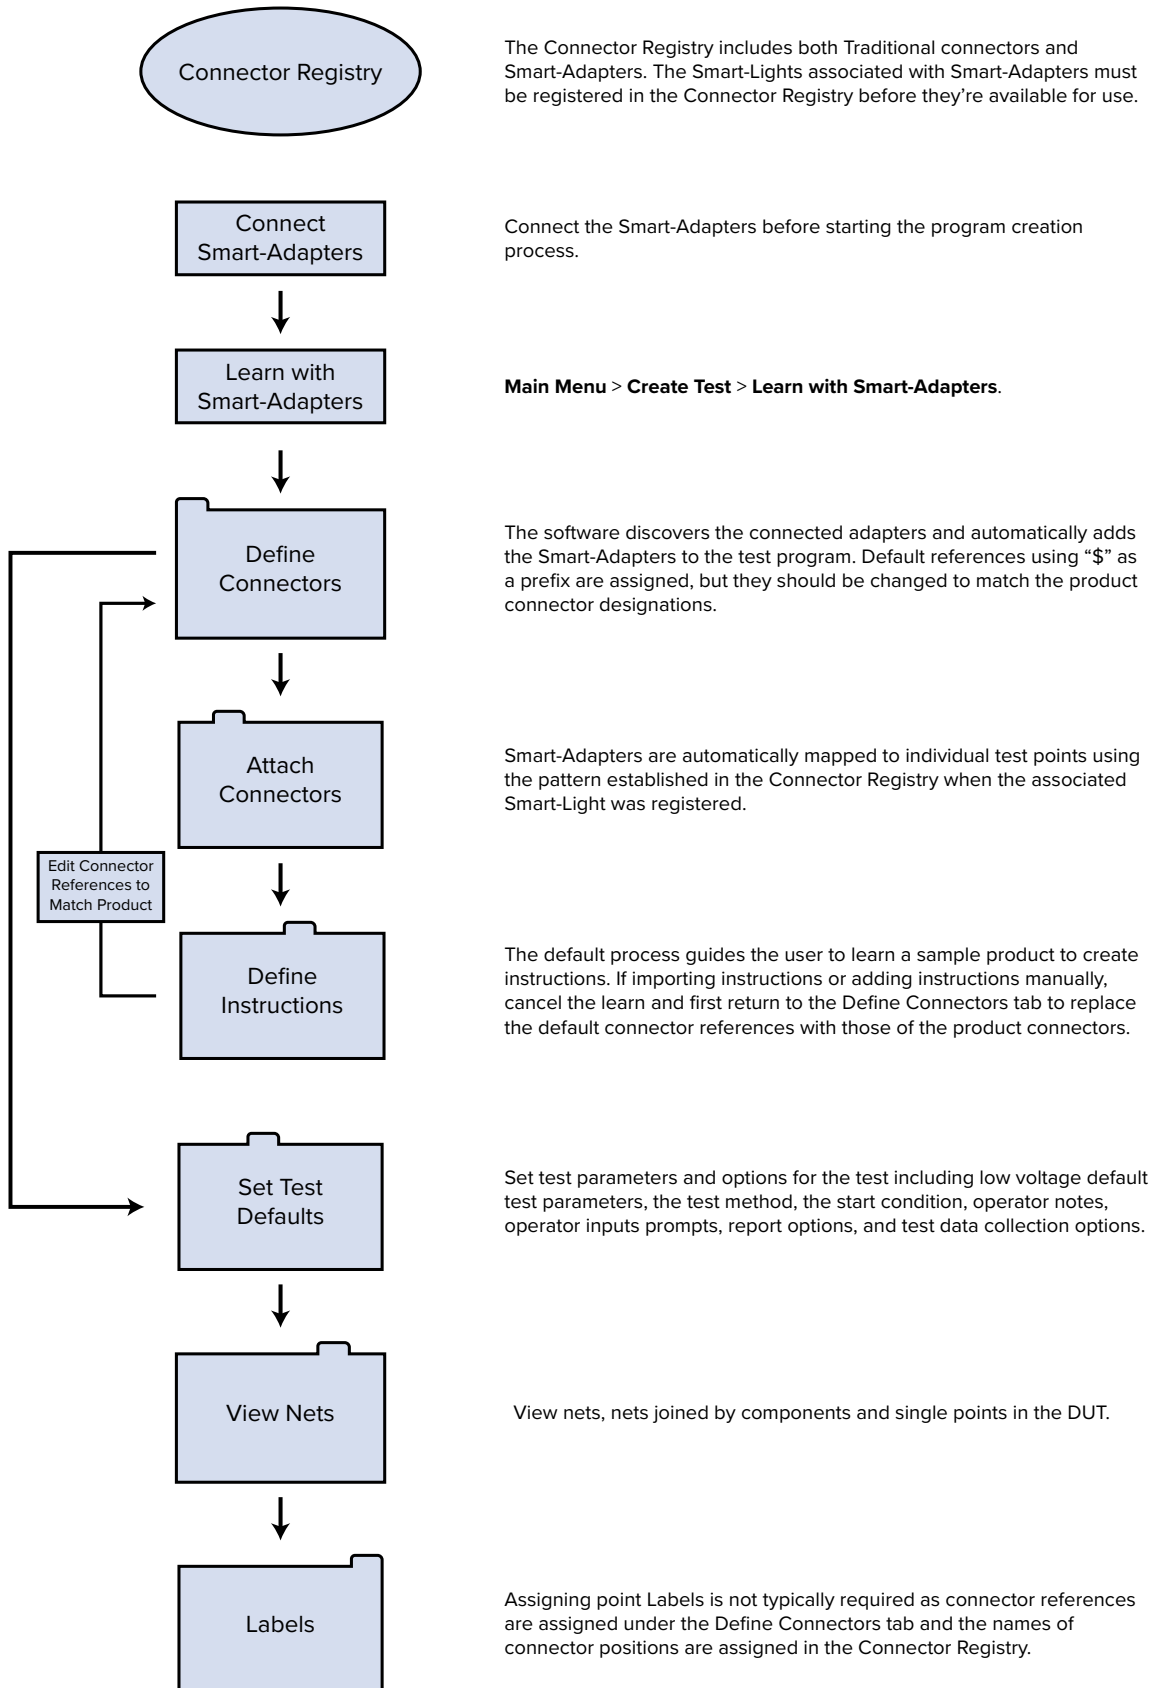 Connector Registry
The Connector Registry includes both Traditional connectors and
Smart-Adapters. The Smart-Lights associated with Smart-Adapters must
be registered in the Connector Registry before they’re available for use.
Connect
Smart-Adapters
Connect the Smart-Adapters before starting the program creation
process.
Learn with
Smart-Adapters
Main Menu > Create Test > Learn with Smart-Adapters.
Define
Connectors
The software discovers the connected adapters and automatically adds
the Smart-Adapters to the test program. Default references using “$” as
a prefix are assigned, but they should be changed to match the product
connector designations.
Attach
Connectors
Smart-Adapters are automatically mapped to individual test points using
the pattern established in the Connector Registry when the associated
Smart-Light was registered.
Edit Connector
References to
Match Product
Define
Instructions
The default process guides the user to learn a sample product to create
instructions. If importing instructions or adding instructions manually,
cancel the learn and first return to the Define Connectors tab to replace
the default connector references with those of the product connectors.
Set Test
Defaults
Set test parameters and options for the test including low voltage default
test parameters, the test method, the start condition, operator notes,
operator inputs prompts, report options, and test data collection options.
View Nets
View nets, nets joined by components and single points in the DUT.
Labels
Assigning point Labels is not typically required as connector references
are assigned under the Define Connectors tab and the names of
connector positions are assigned in the Connector Registry.